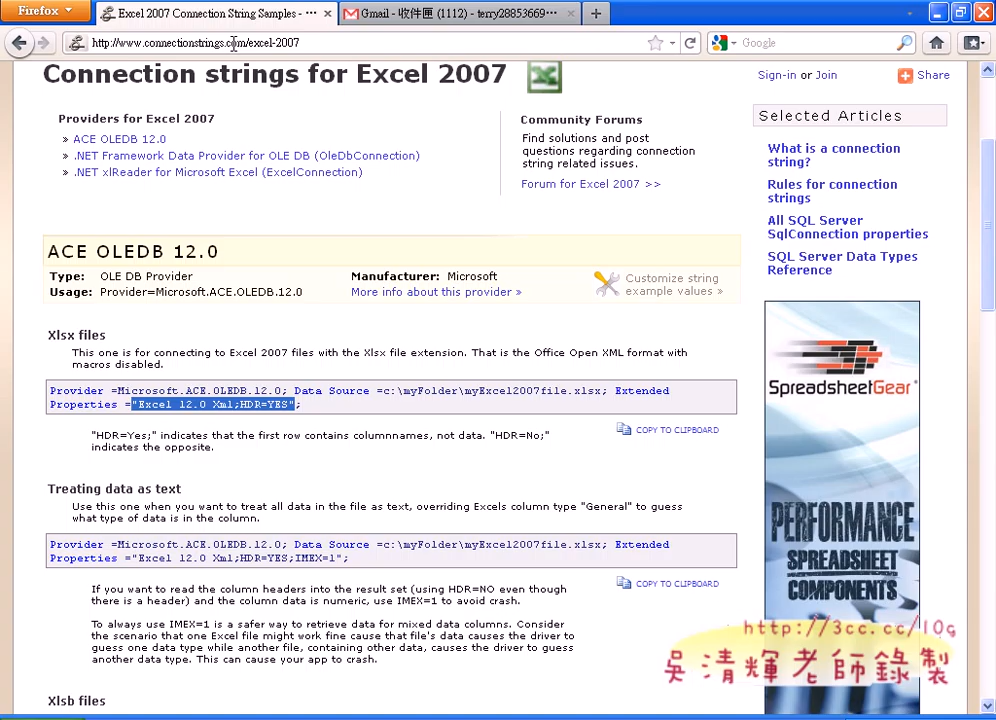 Firefox
Excel 2007 Connection String Samples - ···
Gmail - 收件匣 (1112) - terry28853669···
http://www.connectionstrings.com/excel-2007
Google
Connection strings for Excel 2007
Sign-in or Join
Share
Providers for Excel 2007
» ACE OLEDB 12.0
» .NET Framework Data Provider for OLE DB (OleDbConnection)
» .NET xlReader for Microsoft Excel (ExcelConnection)
Community Forums
Find solutions and post
questions regarding connection
string related issues.
Forum for Excel 2007 >>
Selected Articles
What is a connection
string?
Rules for connection
strings
All SQL Server
SqlConnection properties
SQL Server Data Types
Reference
ACE OLEDB 12.0
Type: OLE DB Provider
Usage: Provider=Microsoft.ACE.OLEDB.12.0
Manufacturer: Microsoft
More info about this provider »
Customize string
example values »
Xlsx files
This one is for connecting to Excel 2007 files with the Xlsx file extension. That is the Office Open XML format with
macros disabled.
Provider =Microsoft.ACE.OLEDB.12.0; Data Source =c:\myFolder\myExcel2007file.xlsx; Extended
Properties ="Excel 12.0 Xml;HDR=YES";
"HDR=Yes;" indicates that the first row contains columnnames, not data. "HDR=No;"
indicates the opposite.
COPY TO CLIPBOARD
Treating data as text
Use this one when you want to treat all data in the file as text, overriding Excels column type "General" to guess
what type of data is in the column.
Provider =Microsoft.ACE.OLEDB.12.0; Data Source =c:\myFolder\myExcel2007file.xlsx; Extended
Properties ="Excel 12.0 Xml;HDR=YES;IMEX=1";
If you want to read the column headers into the result set (using HDR=NO even though
there is a header) and the column data is numeric, use IMEX=1 to avoid crash.
COPY TO CLIPBOARD
To always use IMEX=1 is a safer way to retrieve data for mixed data columns. Consider
the scenario that one Excel file might work fine cause that file's data causes the driver to
guess one data type while another file, containing other data, causes the driver to guess
another data type. This can cause your app to crash.
Xlsb files
SpreadsheetGear
PERFORMANCE
SPREADSHEET
COMPONENTS
http://3cc.cc/10g
吳清輝老師錄製